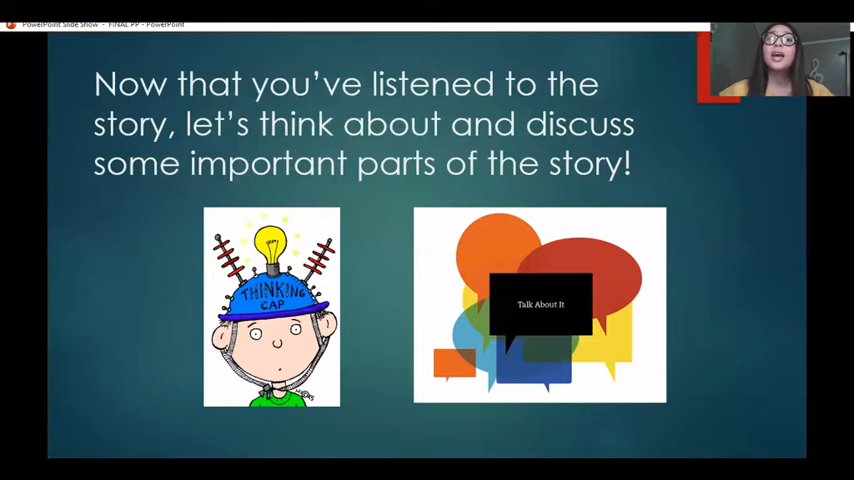 PowerPoint Slide Show - FINAL PP - PowerPoint
Now that you've listened to the
story, let's think about and discuss
some important parts of the story!
THINKING
CAP
Talk About It